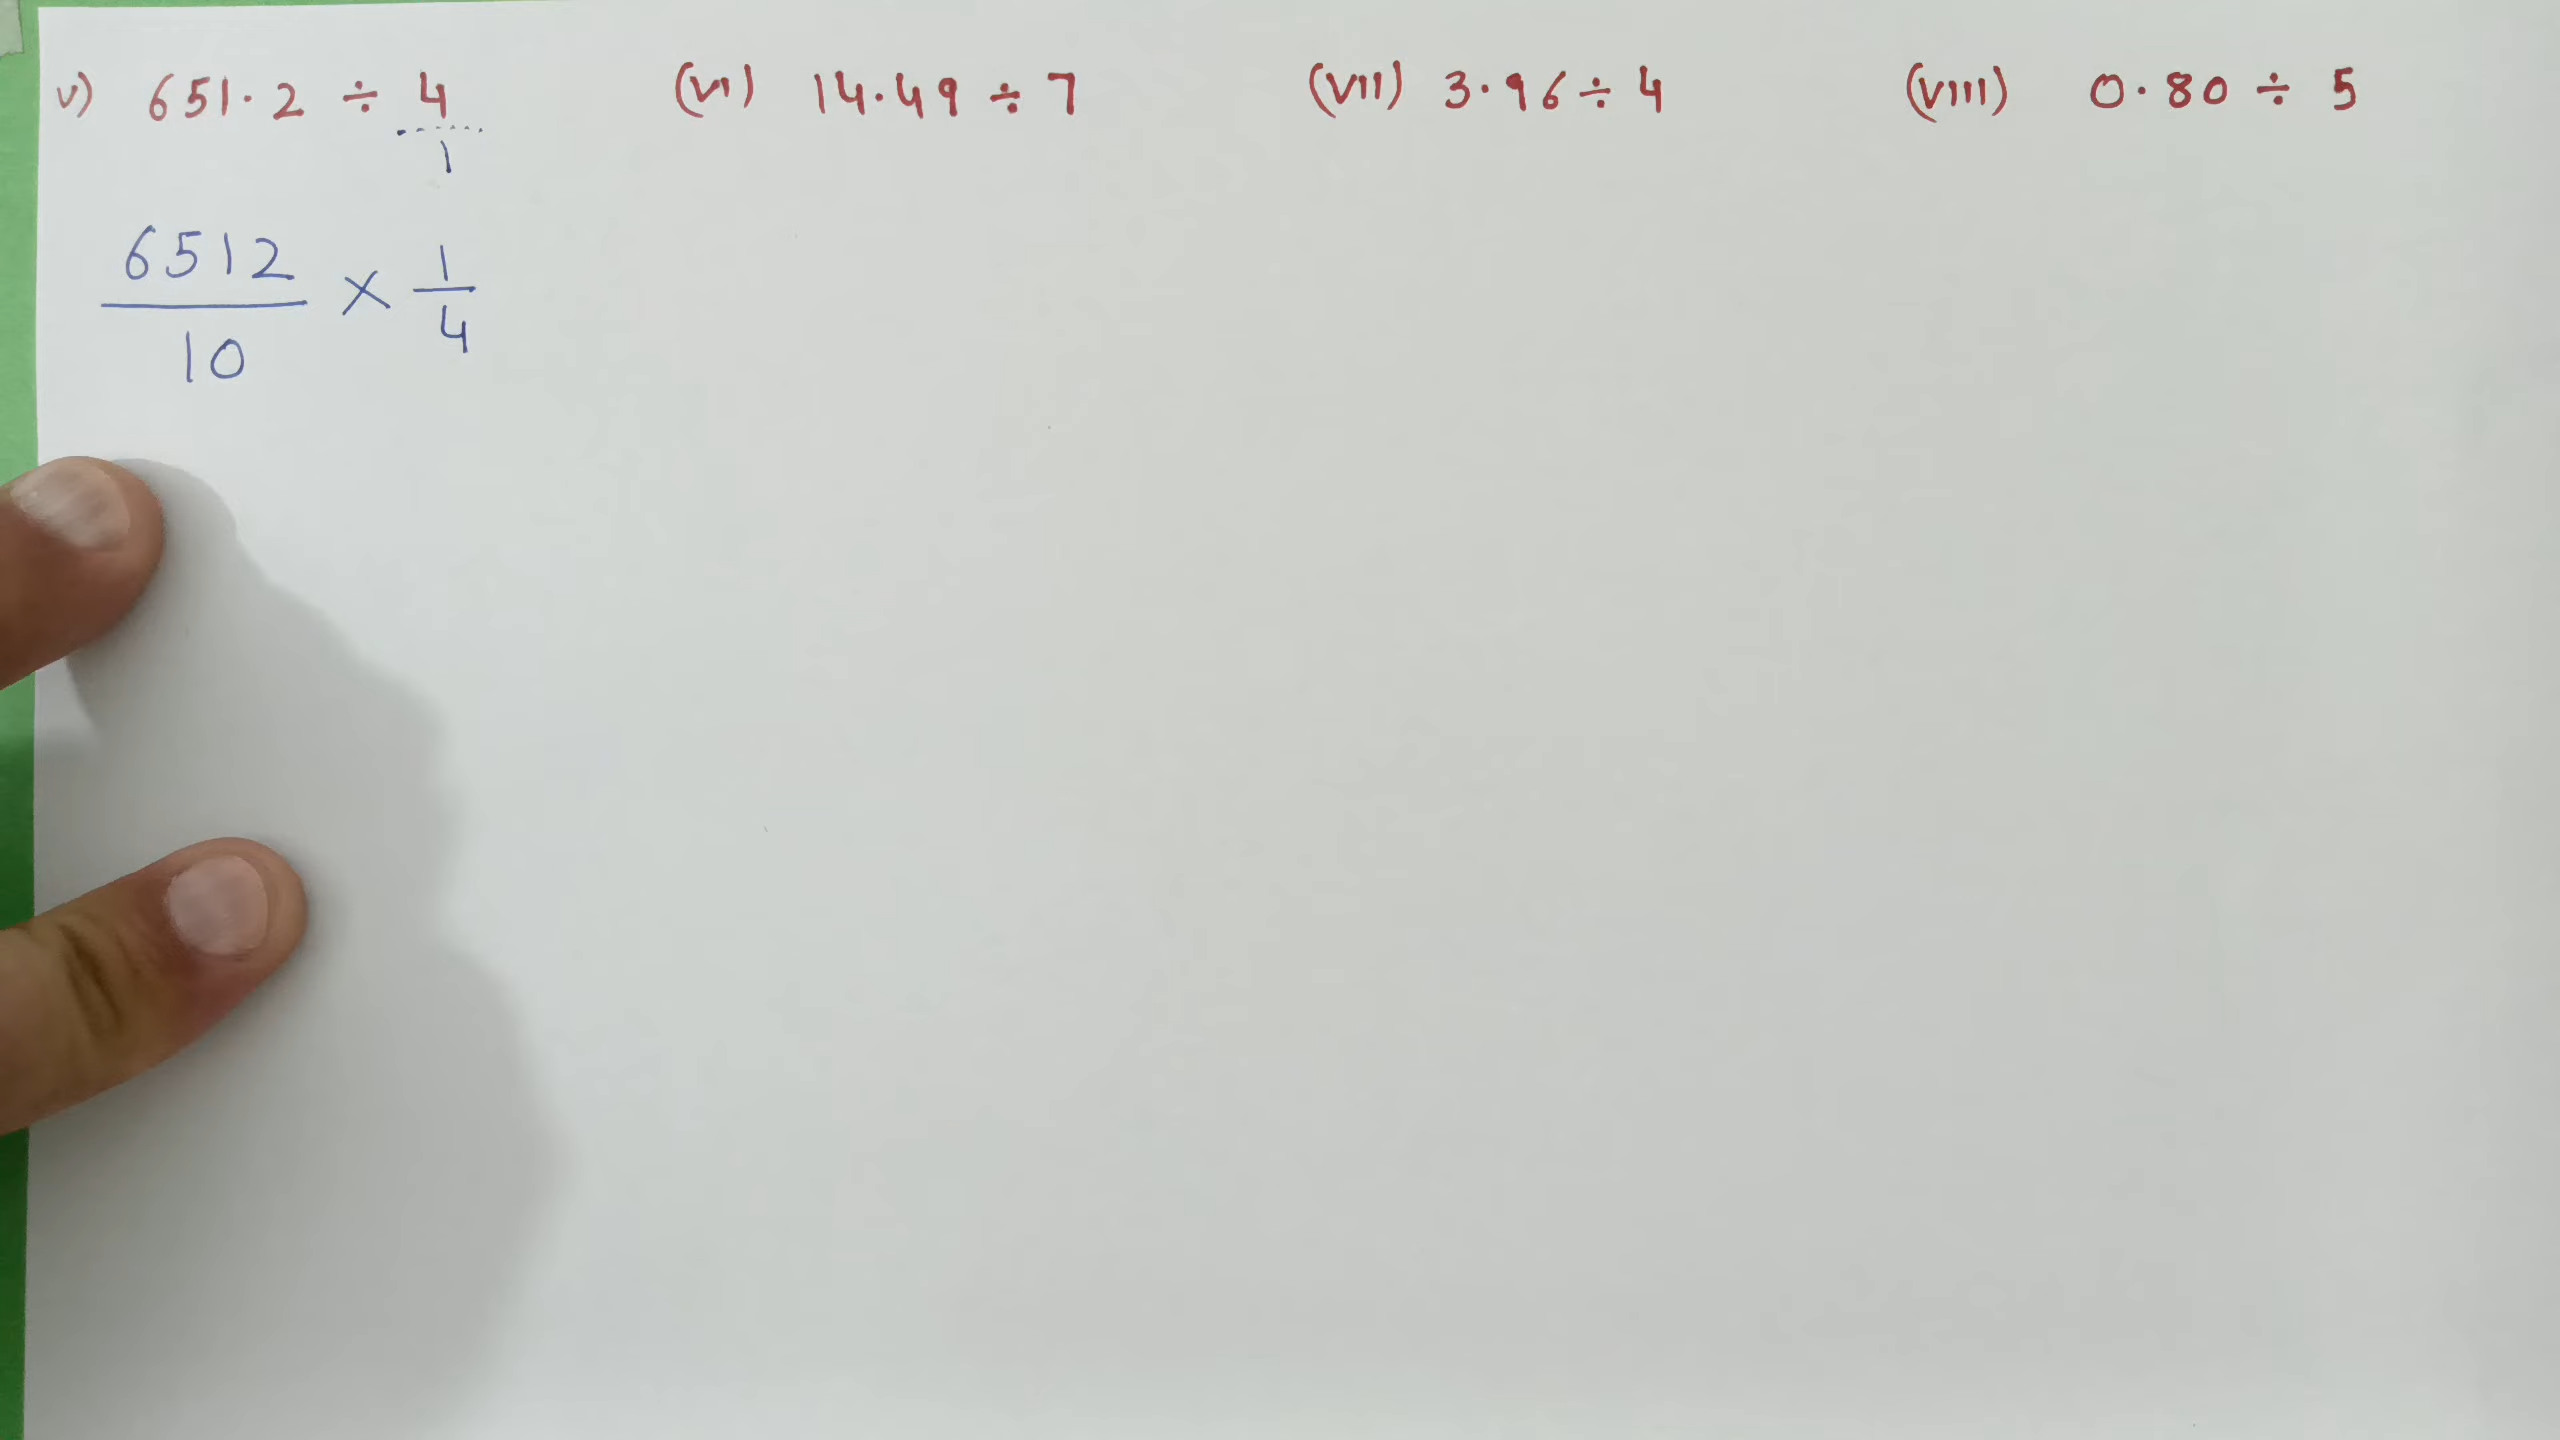 v) 651.2 ÷ 4/1
6512/10 × 1/4
(VI) 14.49 ÷ 7
(VII) 3.96 ÷ 4
(VIII) 0.80 ÷ 5